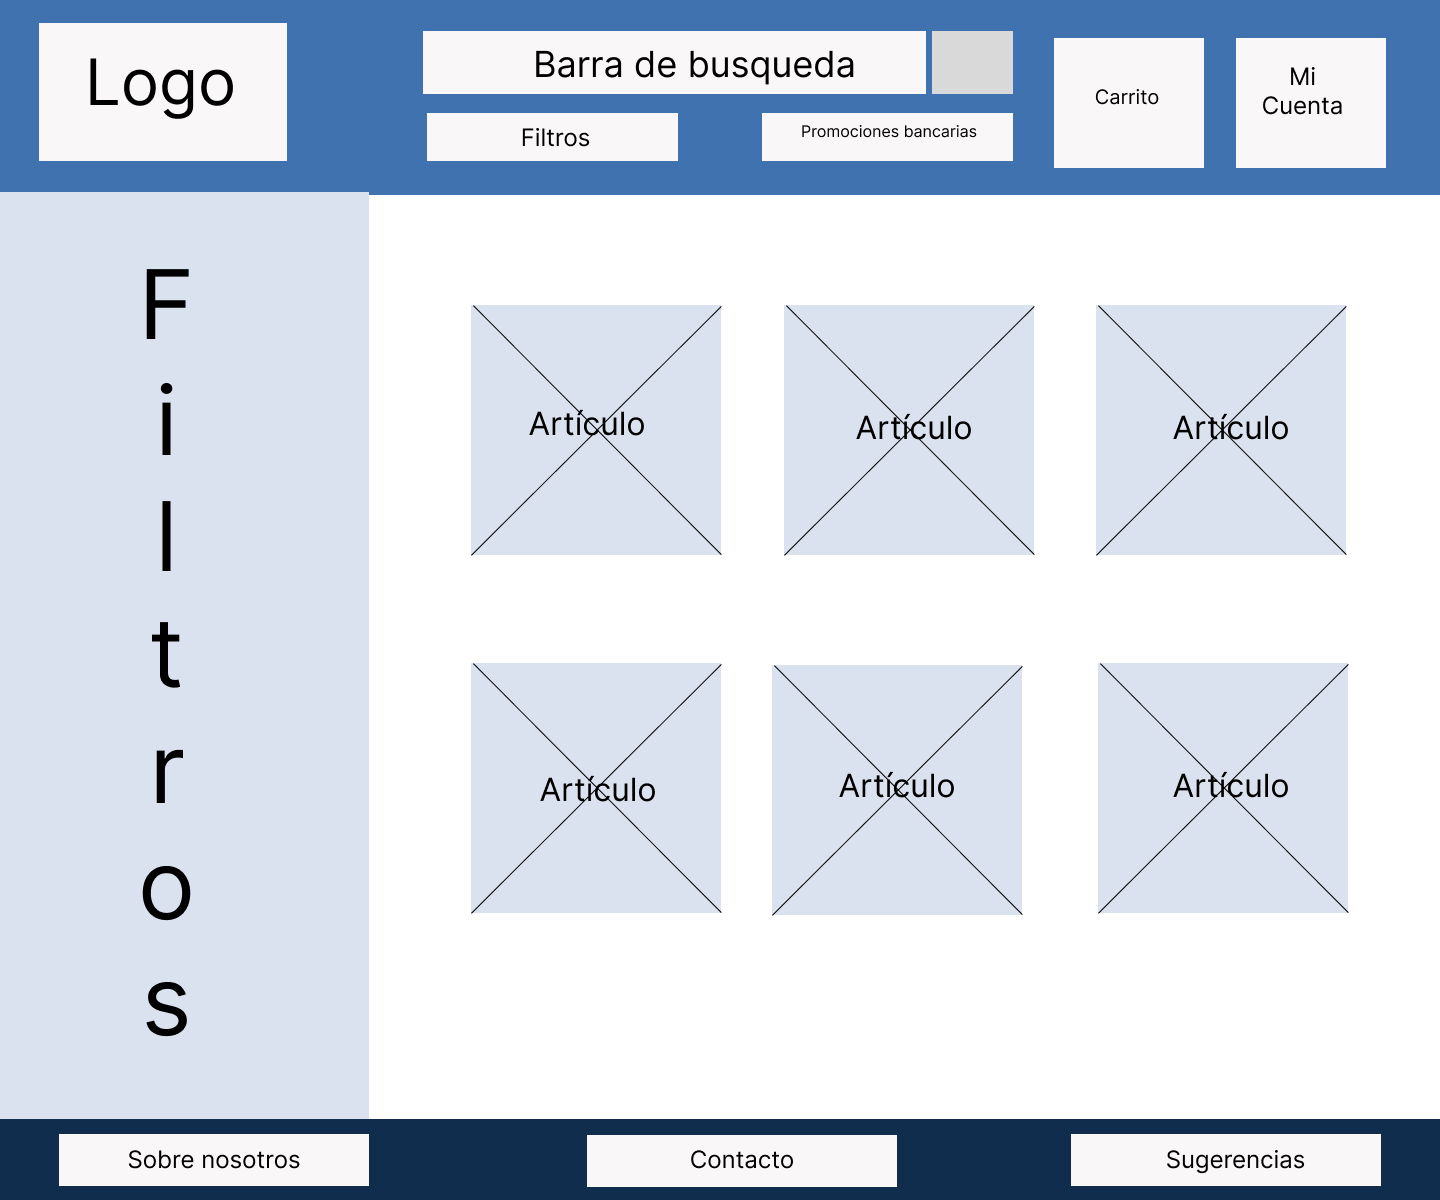 Logo
Barra de busqueda
Filtros
Promociones bancarias
Carrito
Mi
Cuenta
F
i
l
t
r
o
s
Artículo
Artículo
Artículo
Artículo
Artículo
Artículo
Sobre nosotros
Contacto
Sugerencias